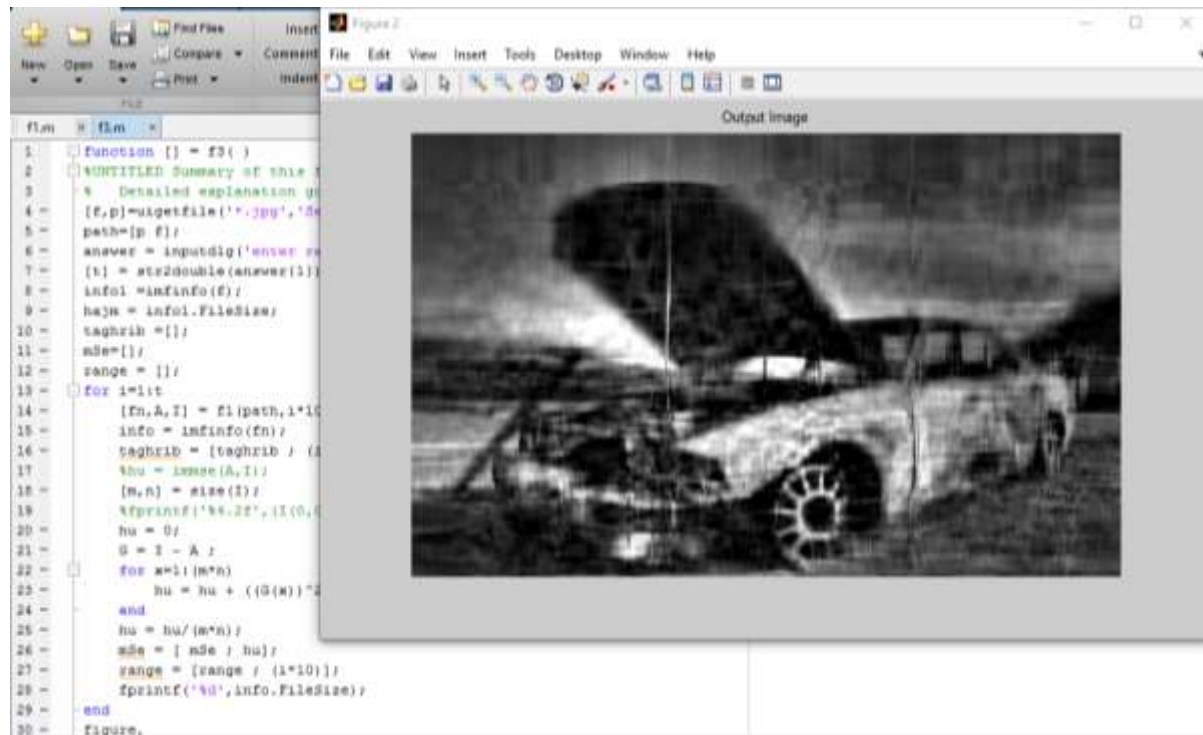 Find Files
Compare
Print
Insert
Comment
Indent
New
Open
Save
FILE
f1.m
f3.m
1 function [] = f3( )
2 %UNTITLED Summary of this
3 % Detailed explanation
4 [f,p]=uigetfile('*.jpg','Se
5 path=[p f];
6 answer = inputdlg('enter
7 [t] = str2double(answer{1})
8 info1 =imfinfo(f);
9 hajm = info1.FileSize;
10 taghrib =[];
11 mSe=[];
12 range = [];
13 for i=1:t
14 [fn,A,I] = f1(path,i*10
15 info = imfinfo(fn);
16 taghrib = [taghrib ;
17 %hu = immse(A,I);
18 [m,n] = size(I);
19 %fprintf('%4.2f',(I(0,0
20 hu = 0;
21 G = I - A ;
22 for x=1:(m*n)
23 hu = hu + ((G(x))^2
24 end
25 hu = hu/(m*n);
26 mSe = [ mSe ; hu];
27 range = [range ; (i*10)];
28 fprintf('%d',info.FileSize);
29 end
30 figure,
Figure 2
File Edit View Insert Tools Desktop Window Help
Output Image